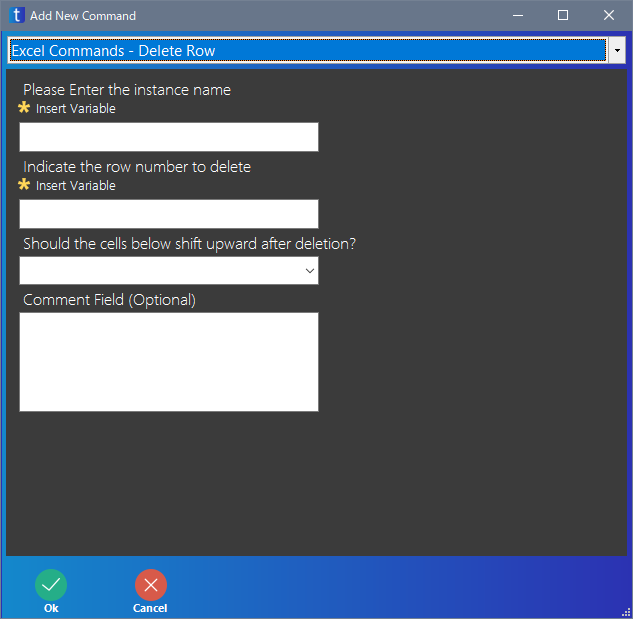 t Add New Command
Excel Commands - Delete Row
Please Enter the instance name
Insert Variable
Indicate the row number to delete
Insert Variable
Should the cells below shift upward after deletion?
Comment Field (Optional)
Ok Cancel